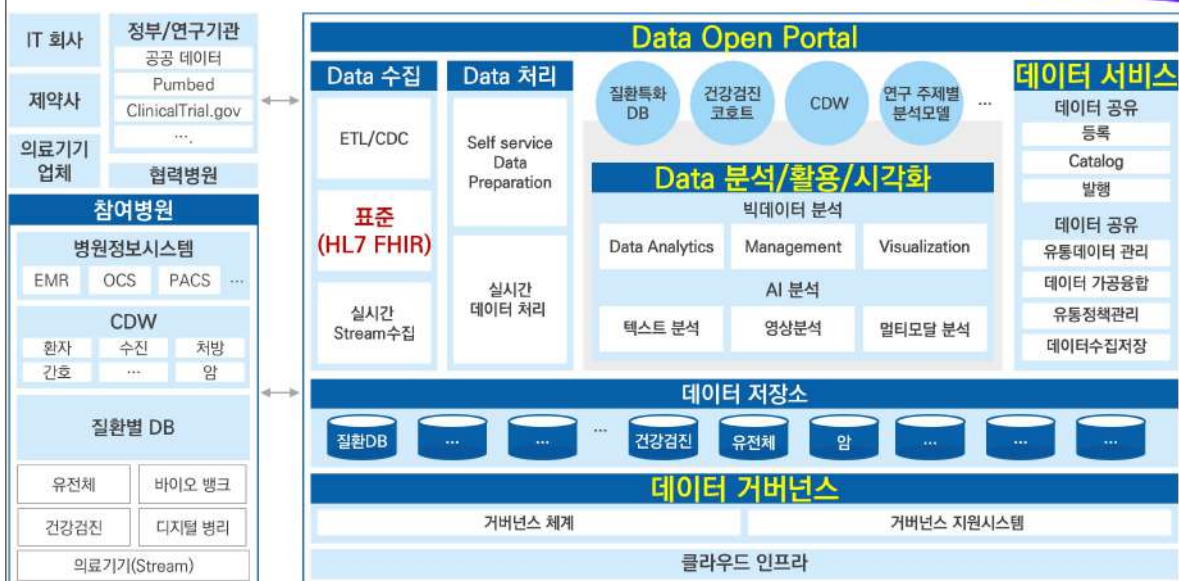 IT 회사
제약사
의료기기
업체
정부/연구기관
공공 데이터
Pumbed
ClinicalTrial.gov
….
협력병원
참여병원
병원정보시스템
EMR OCS PACS …
CDW
환자 수진 처방
간호 … 암
질환별 DB
유전체 바이오 뱅크
건강검진 디지털 병리
의료기기(Stream)
Data Open Portal
Data 수집
ETL/CDC
표준
(HL7 FHIR)
실시간
Stream수집
Data 처리
Self service
Data
Preparation
실시간
데이터 처리
질환특화
DB
건강검진
코호트
CDW
연구 주제별
분석모델
…
Data 분석/활용/시각화
빅데이터 분석
Data Analytics Management Visualization
AI 분석
텍스트 분석 영상분석 멀티모달 분석
데이터 서비스
데이터 공유
등록
Catalog
발행
데이터 공유
유통데이터 관리
데이터 가공융합
유통정책관리
데이터수집저장
데이터 저장소
질환DB … … … 건강검진 유전체 암 … … …
데이터 거버넌스
거버넌스 체계 거버넌스 지원시스템
클라우드 인프라